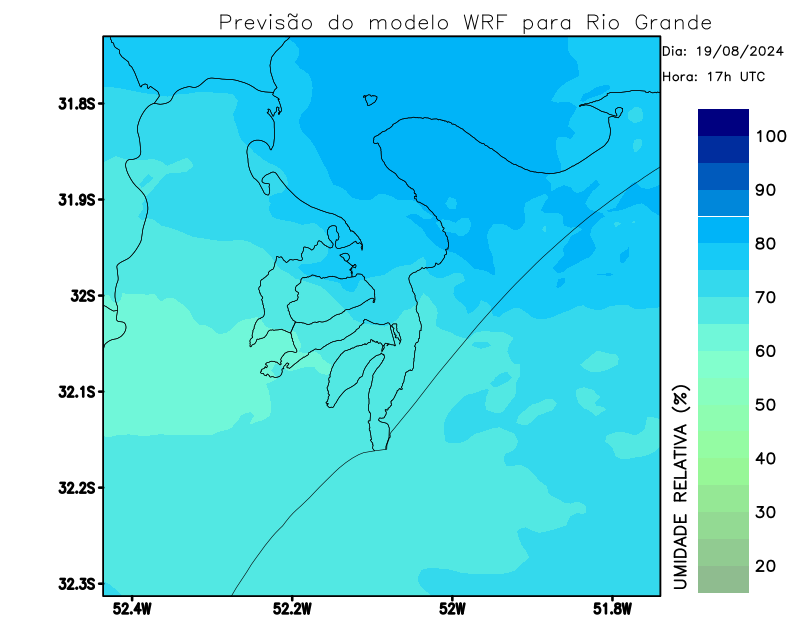 Previsão do modelo WRF para Rio Grande
Dia: 19/08/2024
Hora: 17h UTC
31.8S
31.9S
32S
32.1S
32.2S
32.3S
52.4W
52.2W
52W
51.8W
100
90
80
70
60
50
40
30
20
UMIDADE RELATIVA (%)